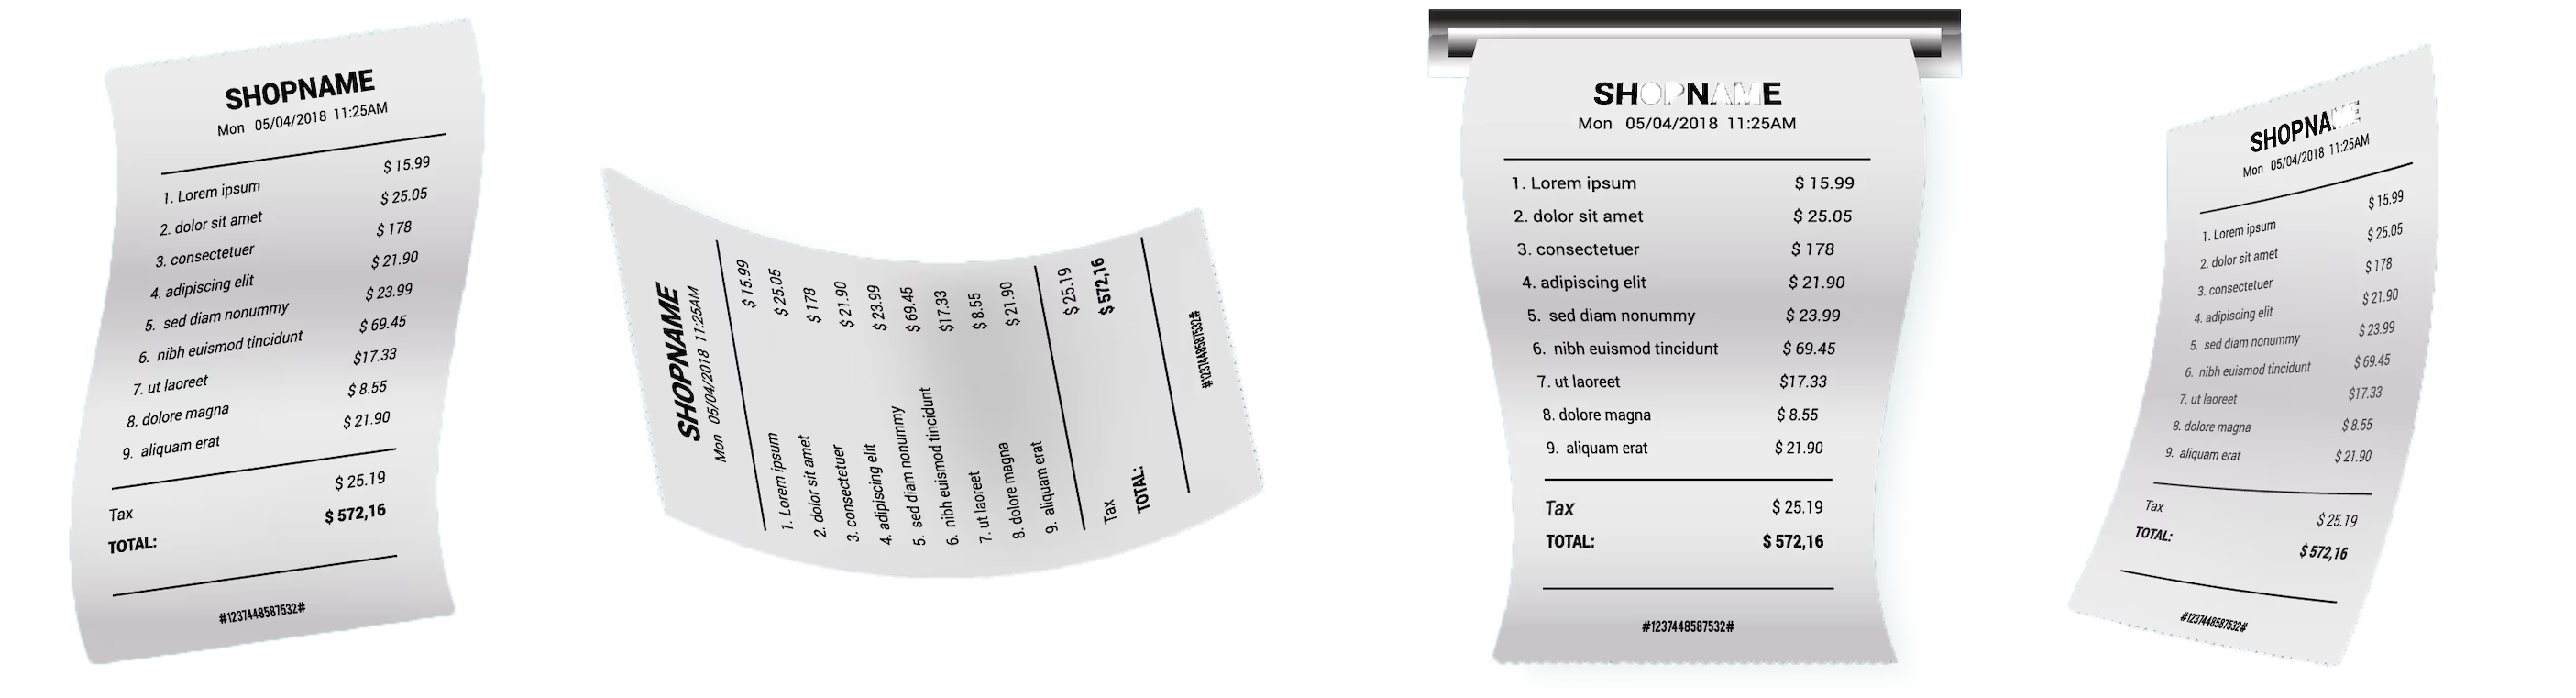 SHOPNAME
Mon 05/04/2018 11:25AM
1. Lorem ipsum $ 15.99
2. dolor sit amet $ 25.05
3. consectetuer $ 178
4. adipiscing elit $ 21.90
5. sed diam nonummy $ 23.99
6. nibh euismod tincidunt $ 69.45
7. ut laoreet $17.33
8. dolore magna $ 8.55
9. aliquam erat $ 21.90
Tax $ 25.19
TOTAL: $ 572,16
#1237448587532#
SHOPNAME
Mon 05/04/2018 11:25AM
1. Lorem ipsum $ 15.99
2. dolor sit amet $ 25.05
3. consectetuer $ 178
4. adipiscing elit $ 21.90
5. sed diam nonummy $ 23.99
6. nibh euismod tincidunt $ 69.45
7. ut laoreet $17.33
8. dolore magna $ 8.55
9. aliquam erat $ 21.90
Tax $ 25.19
TOTAL: $ 572,16
#1237448587532#
SHOPNAME
Mon 05/04/2018 11:25AM
1. Lorem ipsum $ 15.99
2. dolor sit amet $ 25.05
3. consectetuer $ 178
4. adipiscing elit $ 21.90
5. sed diam nonummy $ 23.99
6. nibh euismod tincidunt $ 69.45
7. ut laoreet $17.33
8. dolore magna $ 8.55
9. aliquam erat $ 21.90
Tax $ 25.19
TOTAL: $ 572,16
#1237448587532#
SHOPNAME
Mon 05/04/2018 11:25AM
1. Lorem ipsum $ 15.99
2. dolor sit amet $ 25.05
3. consectetuer $ 178
4. adipiscing elit $ 21.90
5. sed diam nonummy $ 23.99
6. nibh euismod tincidunt $ 69.45
7. ut laoreet $17.33
8. dolore magna $ 8.55
9. aliquam erat $ 21.90
Tax $ 25.19
TOTAL: $ 572,16
#1237448587532#